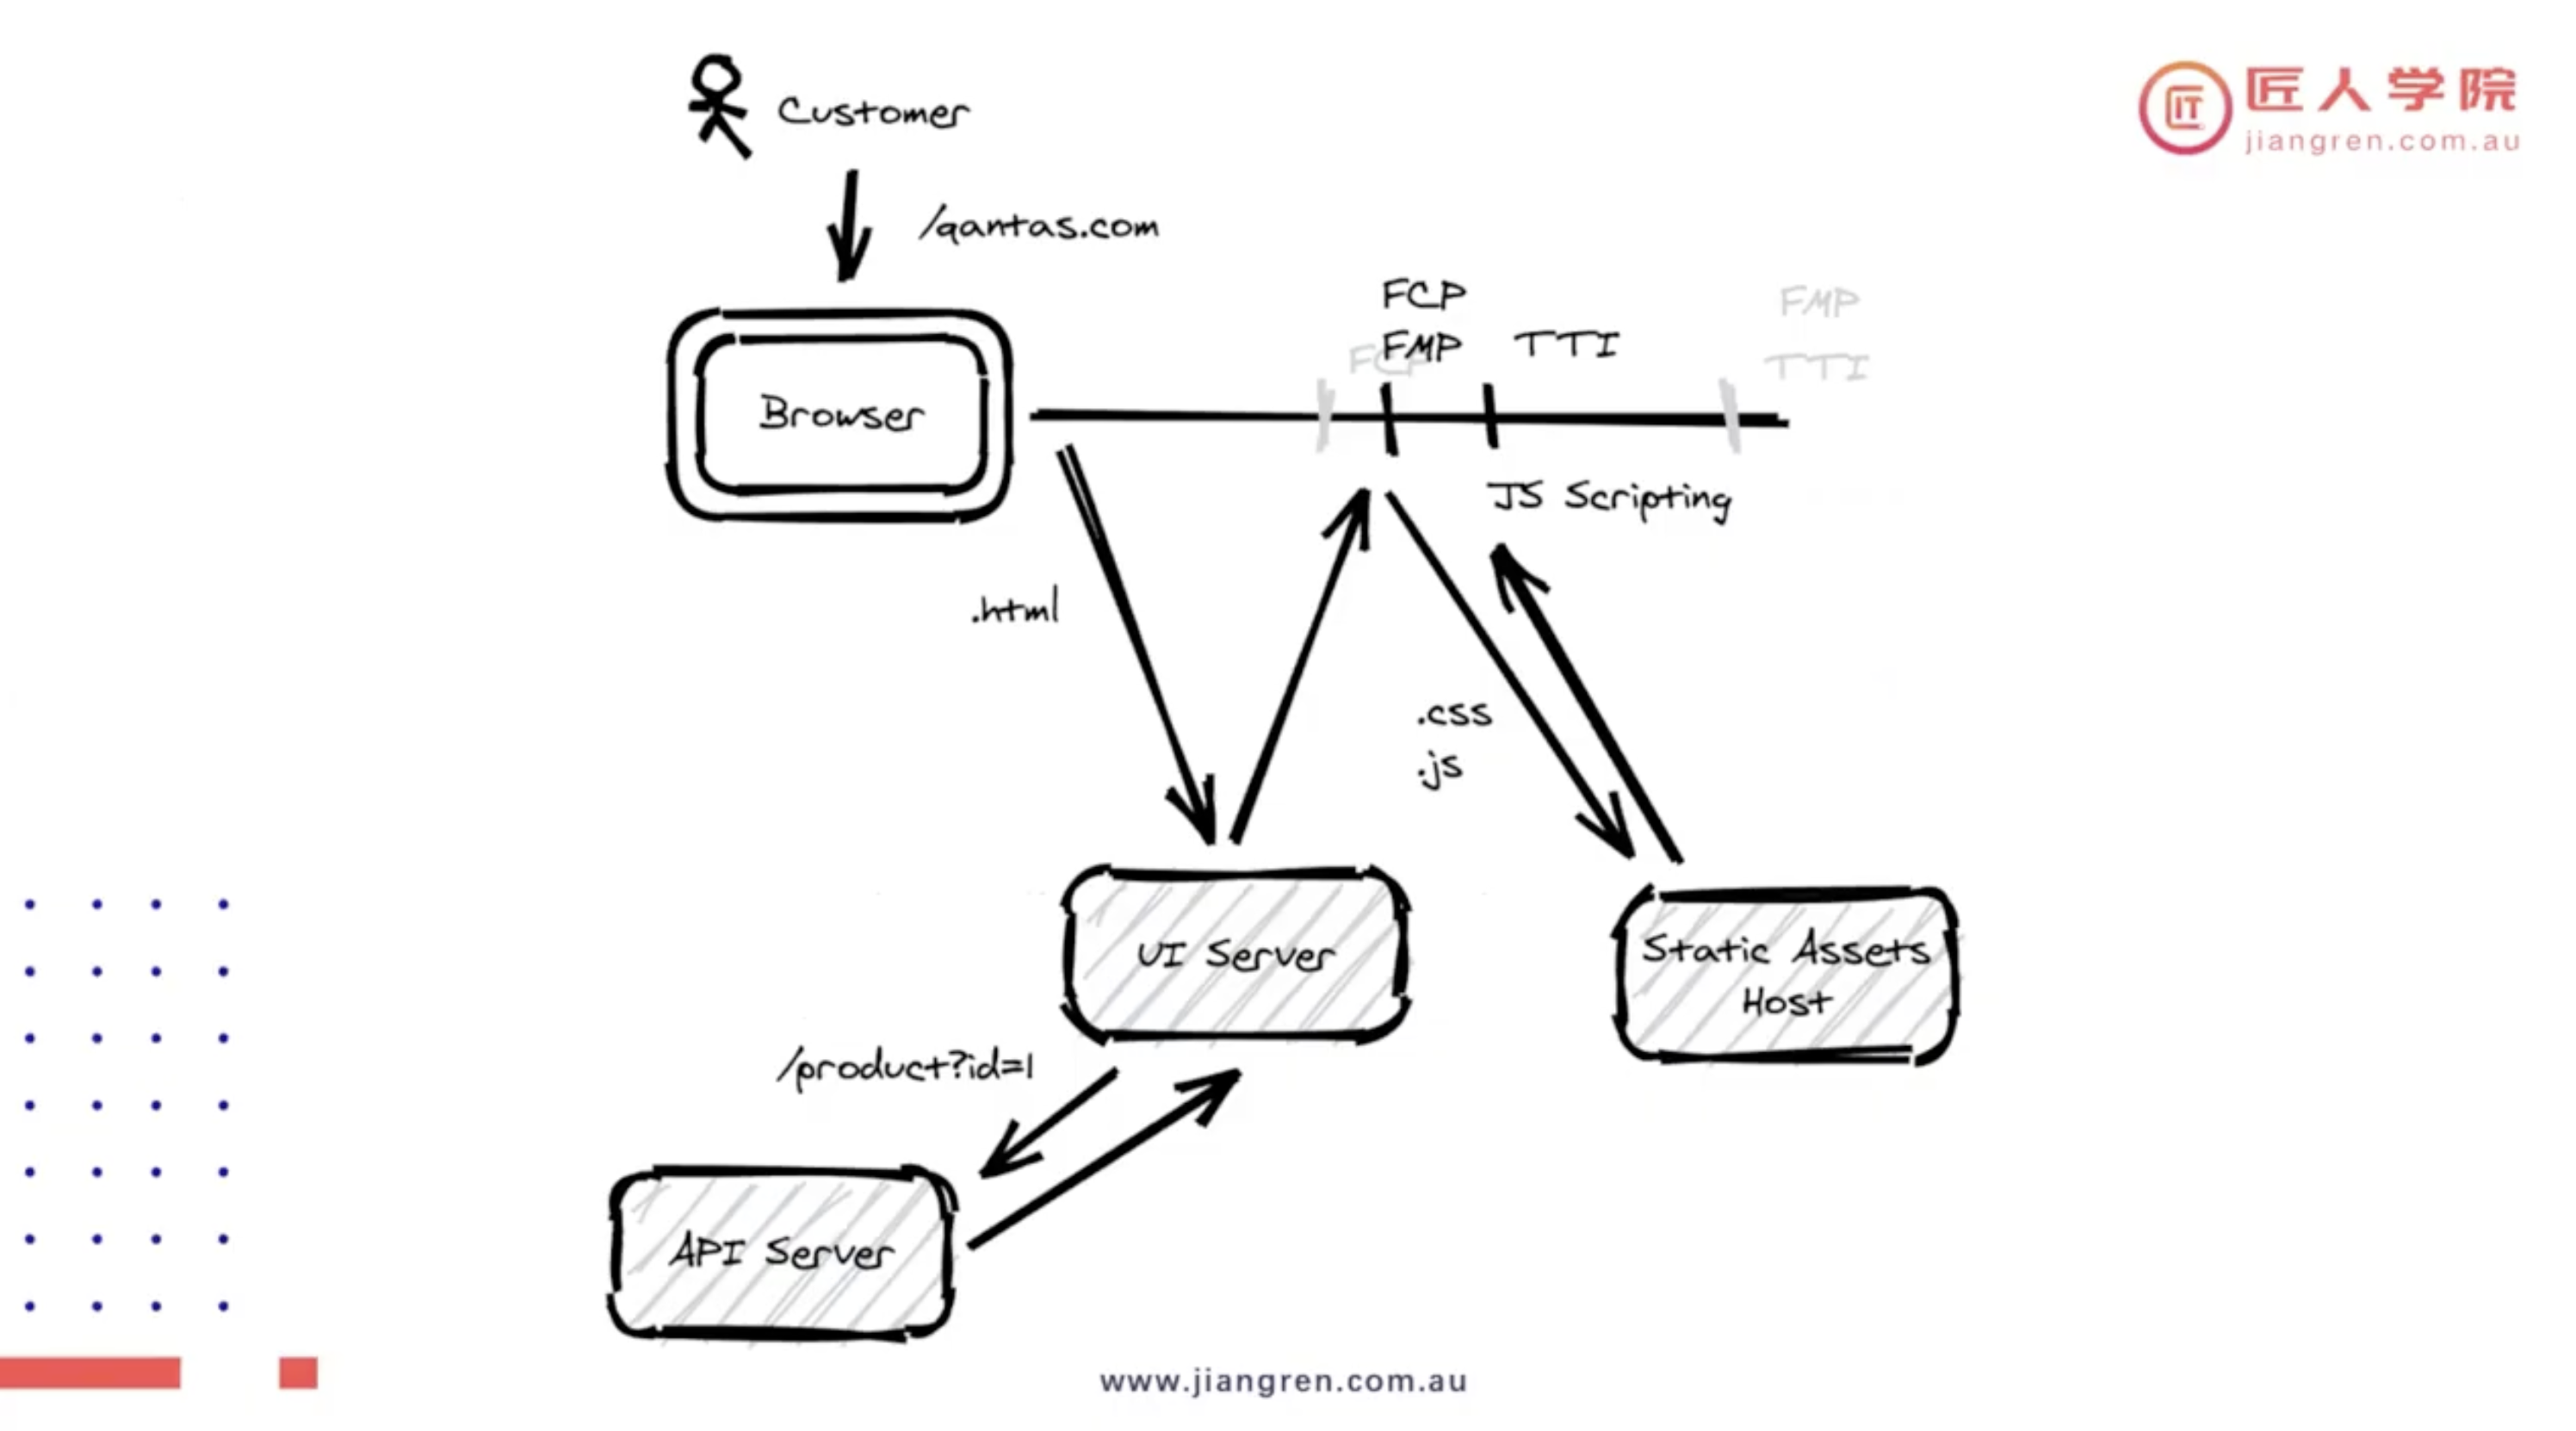 Customer
匠人学院
jiangren.com.au
/qantas.com
FCP
FMP
TTI
FCP
FMP
TTI
Browser
JS Scripting
.html
.css
.js
UI Server
Static Assets
Host
/product?id=1
API Server
www.jiangren.com.au